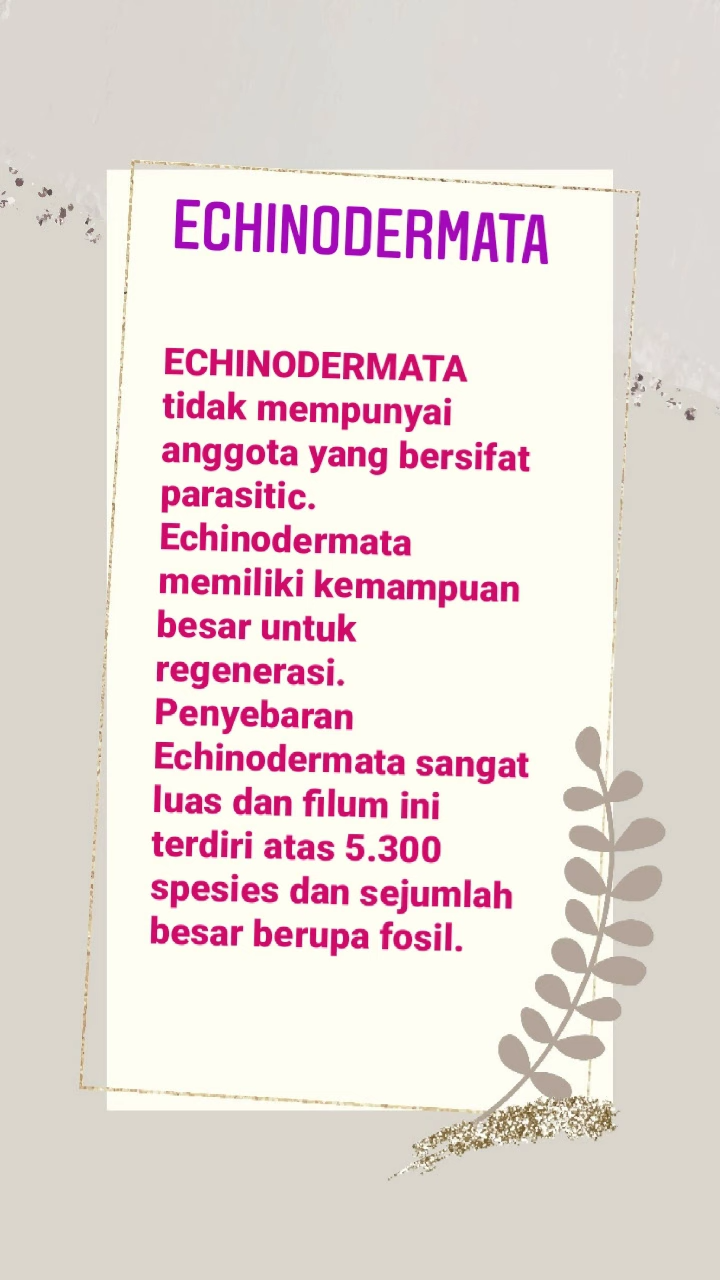 ECHINODERMATA
ECHINODERMATA
tidak mempunyai
anggota yang bersifat
parasitic.
Echinodermata
memiliki kemampuan
besar untuk
regenerasi.
Penyebaran
Echinodermata sangat
luas dan filum ini
terdiri atas 5.300
spesies dan sejumlah
besar berupa fosil.